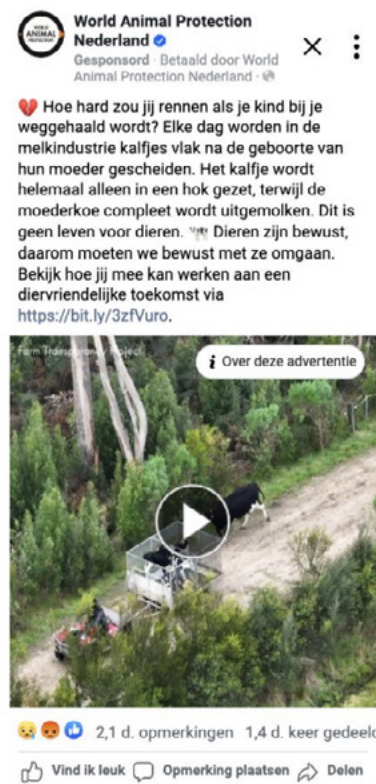 WORLD
ANIMAL
PROTECTION
World Animal Protection
Nederland
Gesponsord · Betaald door World
Animal Protection Nederland ·
💔 Hoe hard zou jij rennen als je kind bij je
weggehaald wordt? Elke dag worden in de
melkindustrie kalfjes vlak na de geboorte van
hun moeder gescheiden. Het kalfje wordt
helemaal alleen in een hok gezet, terwijl de
moederkoe compleet wordt uitgemolken. Dit is
geen leven voor dieren. 🐄 Dieren zijn bewust,
daarom moeten we bewust met ze omgaan.
Bekijk hoe jij mee kan werken aan een
diervriendelijke toekomst via
https://bit.ly/3zfVuro.
Farm Transparency Project
i Over deze advertentie
2,1 d. opmerkingen 1,4 d. keer gedeeld
Vind ik leuk Opmerking plaatsen Delen